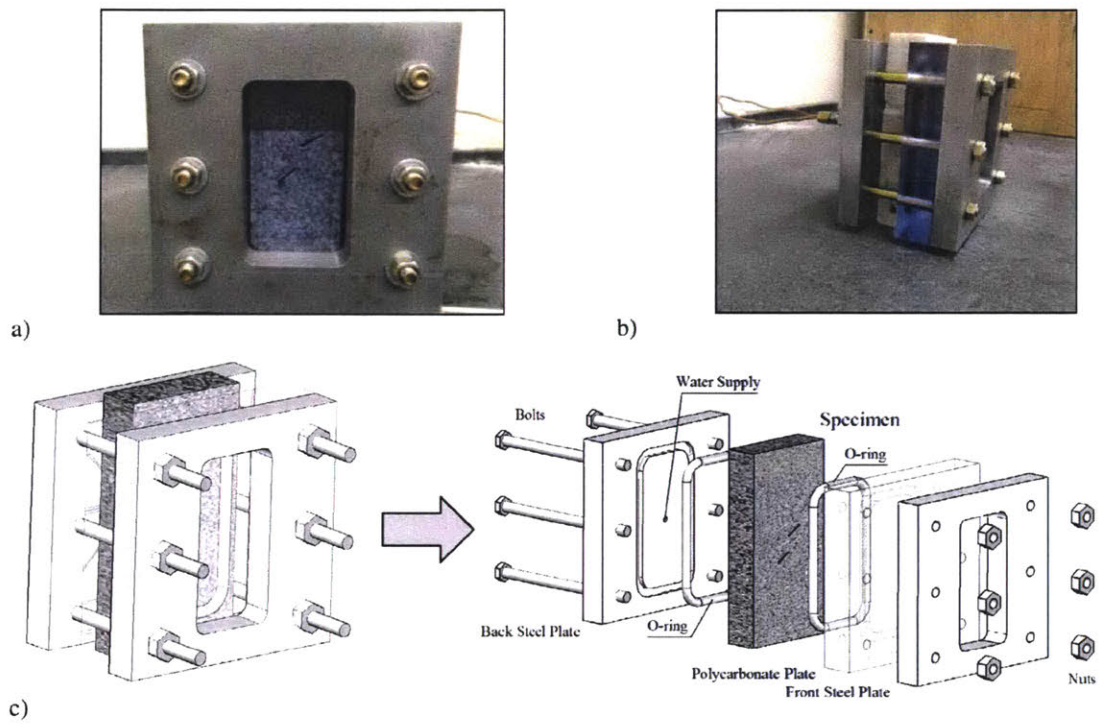 a)
b)
Water Supply
Bolts
Specimen
O-ring
Back Steel Plate
O-ring
Polycarbonate Plate
Front Steel Plate
Nuts
c)